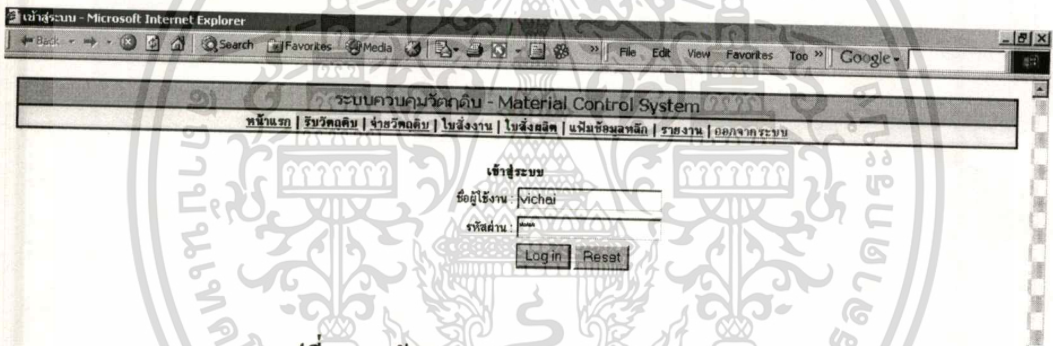 เข้าสู่ระบบ - Microsoft Internet Explorer
Back Search Favorites Media » File Edit View Favorites Too » Google
ระบบควบคุมวัตถุดิบ - Material Control System
หน้าแรก | รับวัตถุดิบ | จ่ายวัตถุดิบ | ใบสั่งงาน | ใบสั่งผลิต | แฟ้มข้อมูลหลัก | รายงาน | ออกจากระบบ
เข้าสู่ระบบ
ชื่อผู้ใช้งาน : vichai
รหัสผ่าน : *****
Log in Reset